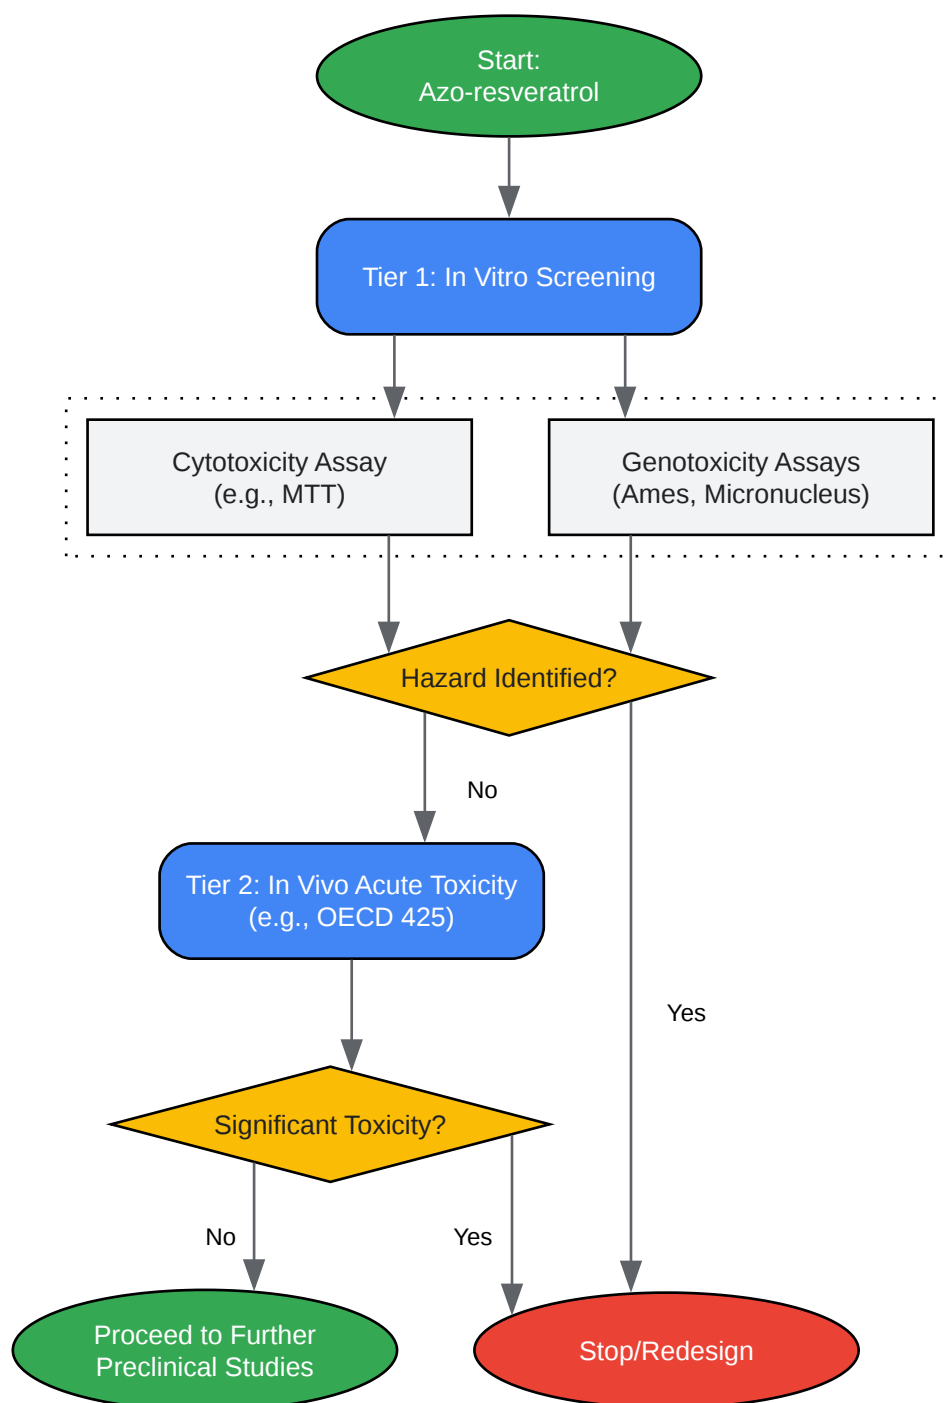 Start:
Azo-resveratrol
Tier 1: In Vitro Screening
Cytotoxicity Assay
(e.g., MTT)
Genotoxicity Assays
(Ames, Micronucleus)
Hazard Identified?
No
Tier 2: In Vivo Acute Toxicity
(e.g., OECD 425)
Yes
Significant Toxicity?
No
Yes
Proceed to Further
Preclinical Studies
Stop/Redesign